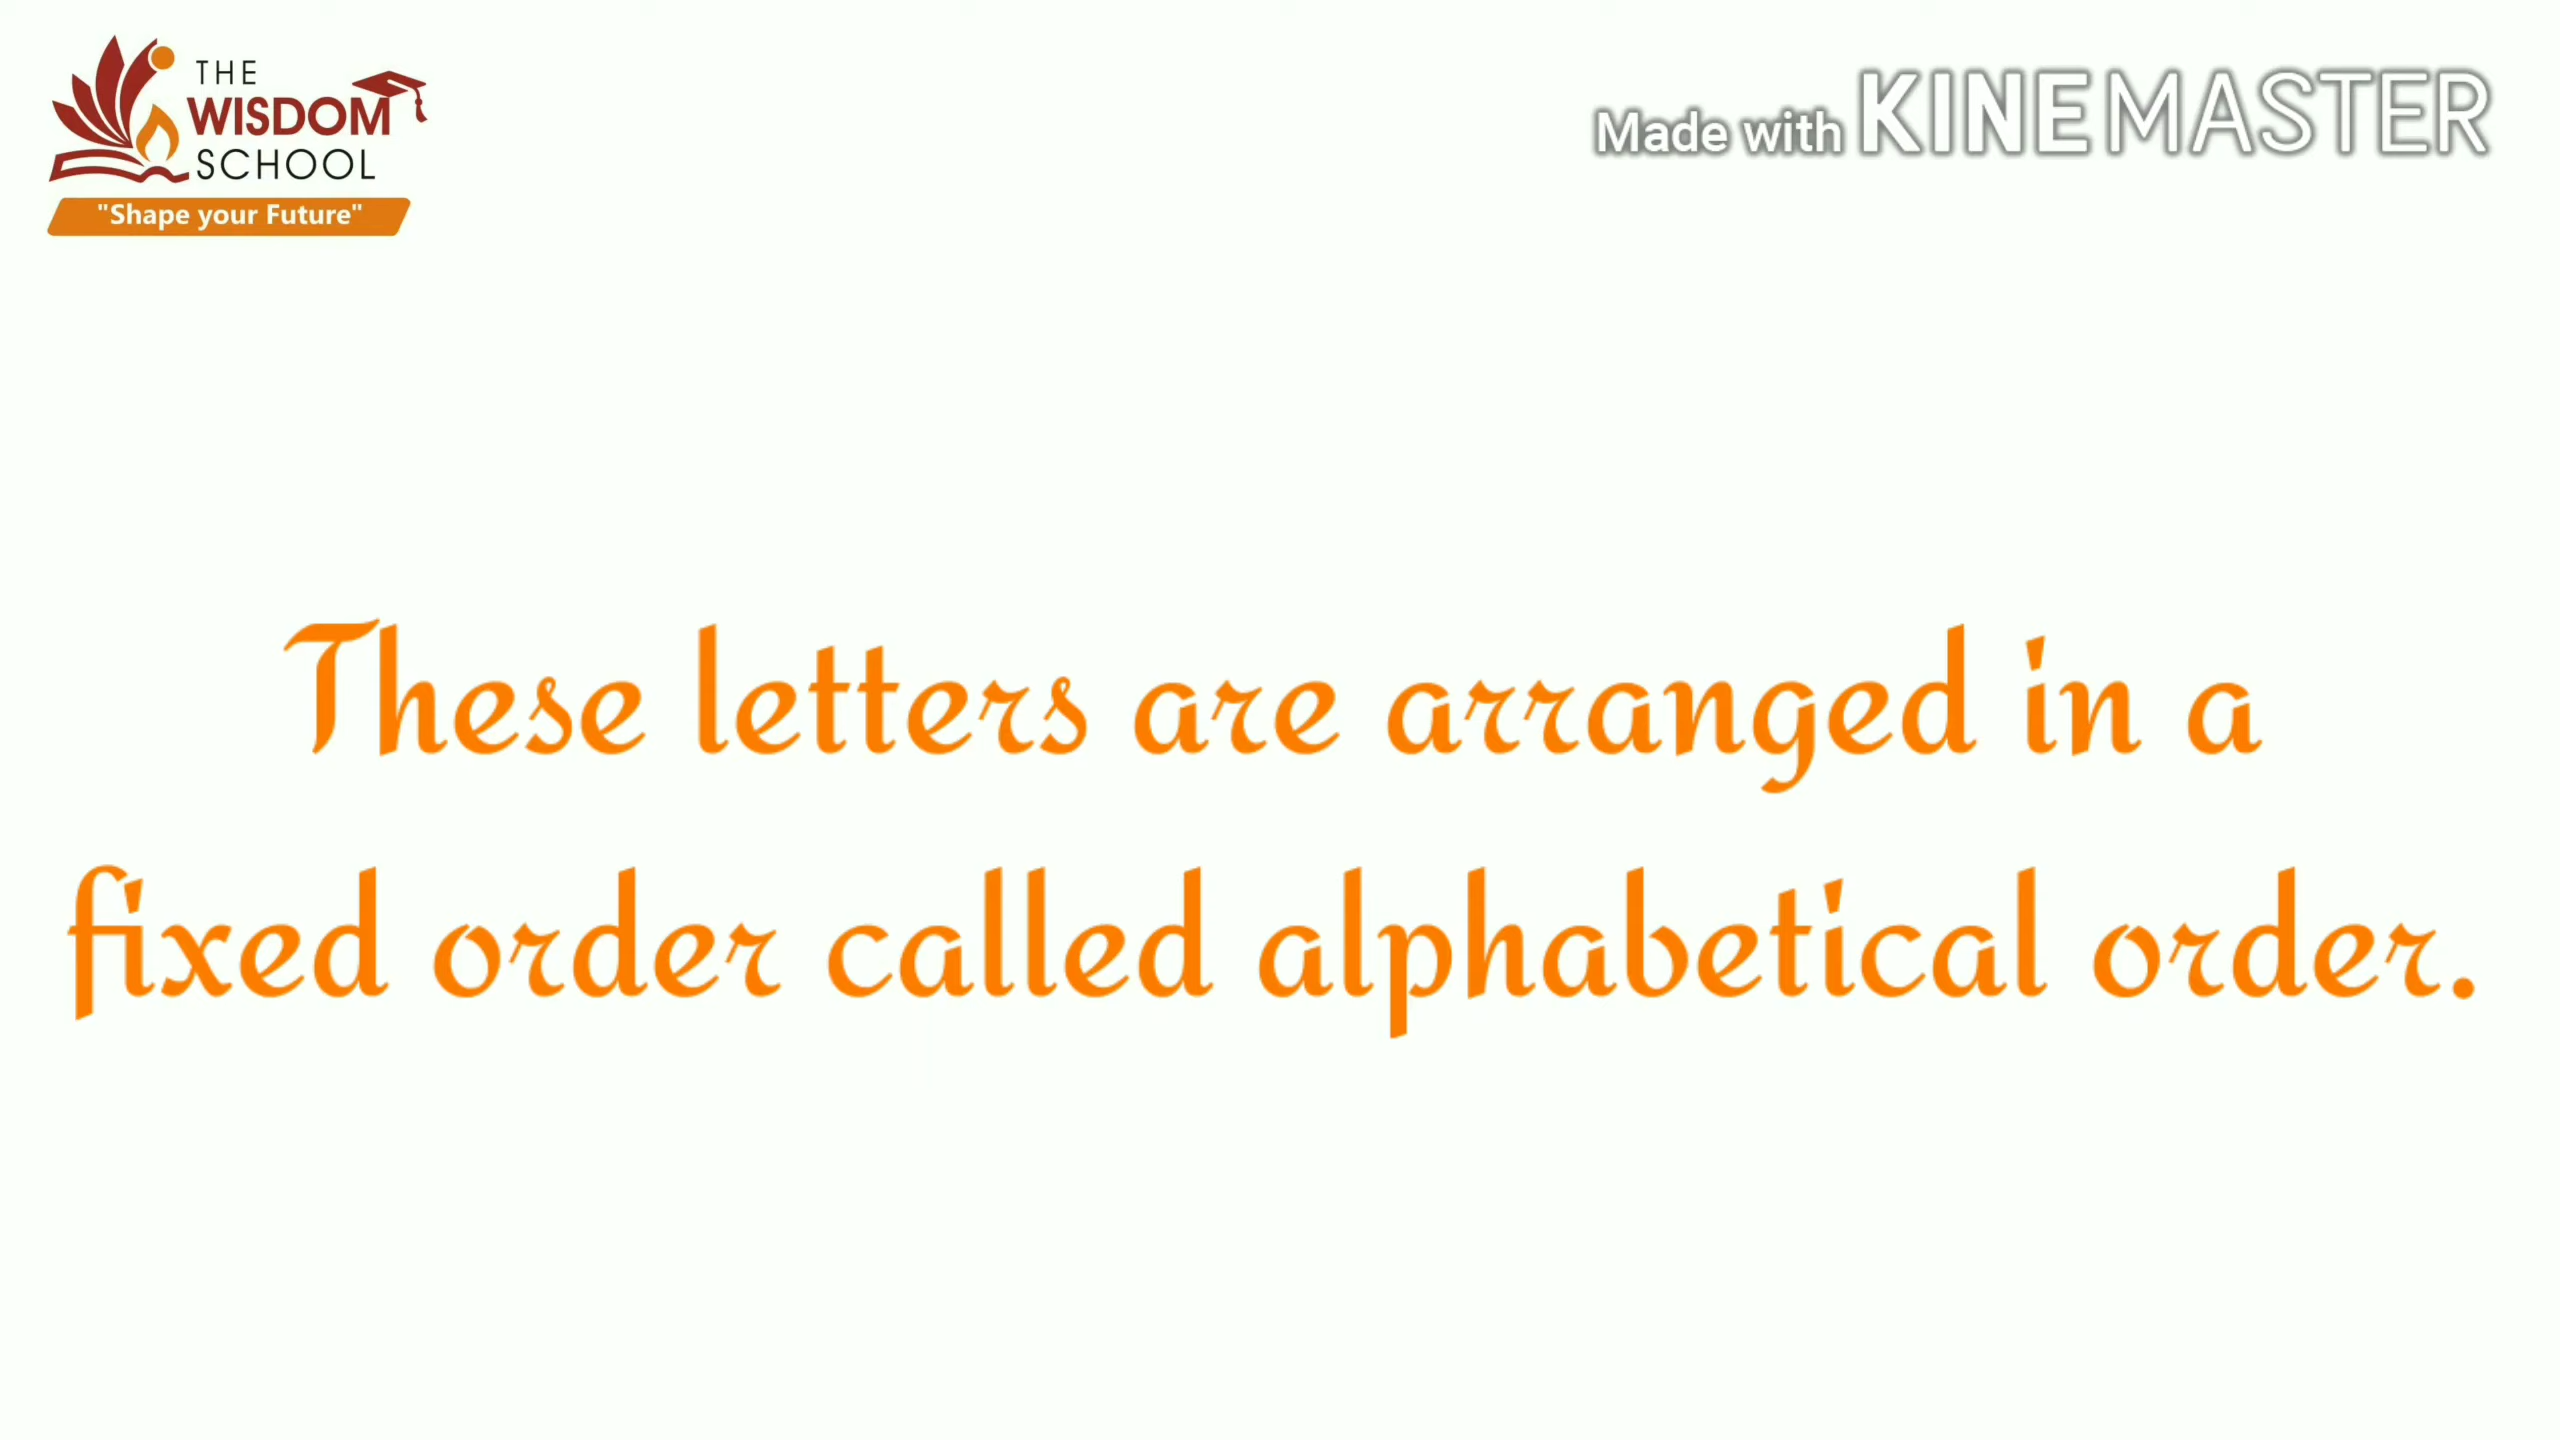 THE
WISDOM
SCHOOL
"Shape your Future"
Made with KINEMASTER
These letters are arranged in a
fixed order called alphabetical order.